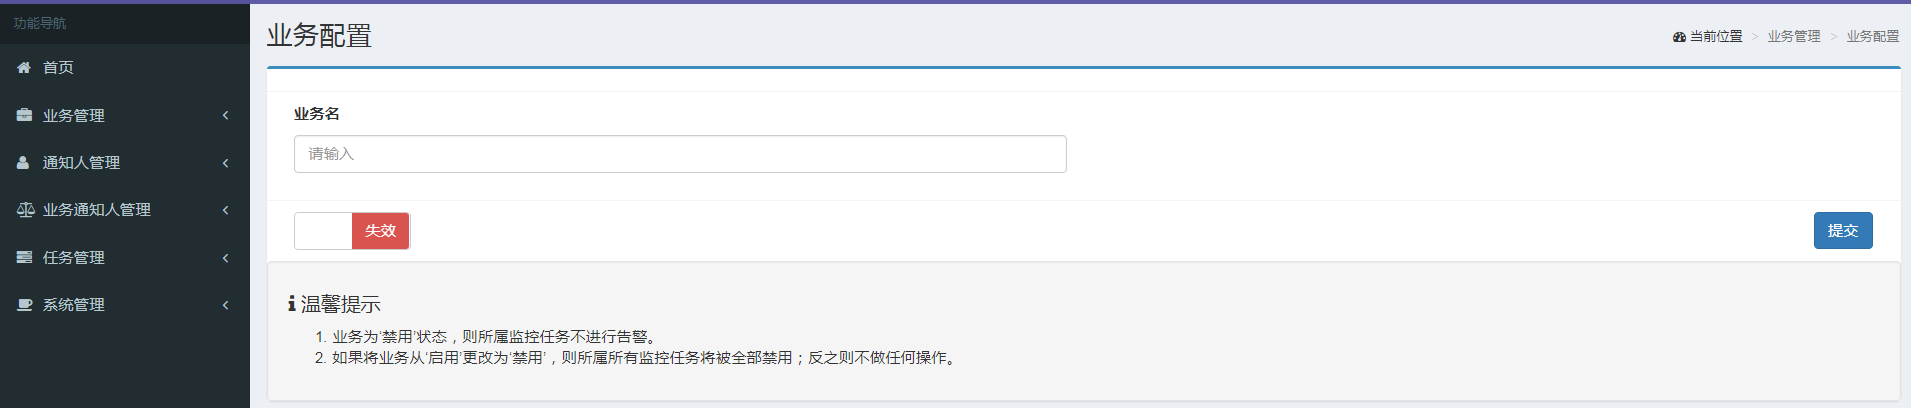 功能导航
首页
业务管理
通知人管理
业务通知人管理
任务管理
系统管理
业务配置
当前位置 > 业务管理 > 业务配置
业务名
请输入
失效
提交
温馨提示
1. 业务为‘禁用’状态，则所属监控任务不进行告警。
2. 如果将业务从‘启用’更改为‘禁用’，则所属所有监控任务将被全部禁用；反之则不做任何操作。